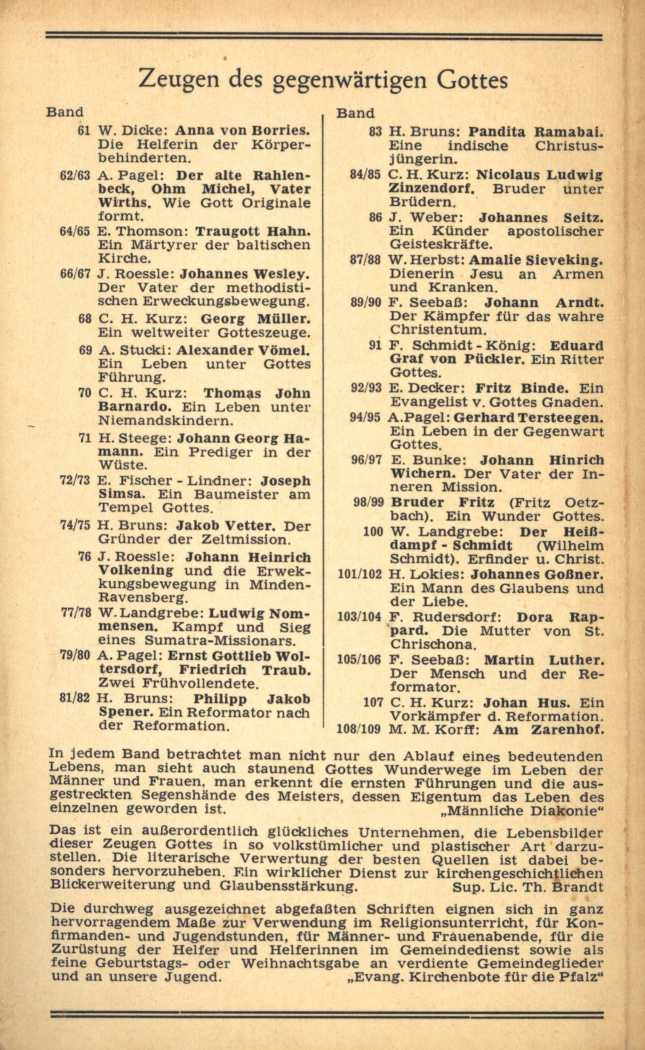 Zeugen des gegenwärtigen Gottes
Band
61 W. Dicke: Anna von Borries.
Die Helferin der Körper-
behinderten.
62/63 A. Pagel: Der alte Rahlen-
beck, Ohm Michel, Vater
Wirths. Wie Gott Originale
formt.
64/65 E. Thomson: Traugott Hahn.
Ein Märtyrer der baltischen
Kirche.
66/67 J. Roessle: Johannes Wesley.
Der Vater der methodisti-
schen Erweckungsbewegung.
68 C. H. Kurz: Georg Müller.
Ein weltweiter Gotteszeuge.
69 A. Stucki: Alexander Vömel.
Ein Leben unter Gottes
Führung.
70 C. H. Kurz: Thomas John
Barnardo. Ein Leben unter
Niemandskindern.
71 H. Steege: Johann Georg Ha-
mann. Ein Prediger in der
Wüste.
72/73 E. Fischer - Lindner: Joseph
Simsa. Ein Baumeister am
Tempel Gottes.
74/75 H. Bruns: Jakob Vetter. Der
Gründer der Zeltmission.
76 J. Roessle: Johann Heinrich
Volkening und die Erwek-
kungsbewegung in Minden-
Ravensberg.
77/78 W. Landgrebe: Ludwig Nom-
mensen. Kampf und Sieg
eines Sumatra-Missionars.
79/80 A. Pagel: Ernst Gottlieb Wol-
tersdorf, Friedrich Traub.
Zwei Frühvollendete.
81/82 H. Bruns: Philipp Jakob
Spener. Ein Reformator nach
der Reformation.
Band
83 H. Bruns: Pandita Ramabai.
Eine indische Christus-
jüngerin.
84/85 C. H. Kurz: Nicolaus Ludwig
Zinzendorf. Bruder unter
Brüdern.
86 J. Weber: Johannes Seitz.
Ein Künder apostolischer
Geisteskräfte.
87/88 W. Herbst: Amalie Sieveking.
Dienerin Jesu an Armen
und Kranken.
89/90 F. Seebaß: Johann Arndt.
Der Kämpfer für das wahre
Christentum.
91 F. Schmidt - König: Eduard
Graf von Pückler. Ein Ritter
Gottes.
92/93 E. Decker: Fritz Binde. Ein
Evangelist v. Gottes Gnaden.
94/95 A. Pagel: Gerhard Tersteegen.
Ein Leben in der Gegenwart
Gottes.
96/97 E. Bunke: Johann Hinrich
Wichern. Der Vater der In-
neren Mission.
98/99 Bruder Fritz (Fritz Oetz-
bach). Ein Wunder Gottes.
100 W. Landgrebe: Der Heiß-
dampf - Schmidt (Wilhelm
Schmidt). Erfinder u. Christ.
101/102 H. Lokies: Johannes Goßner.
Ein Mann des Glaubens und
der Liebe.
103/104 F. Rudersdorf: Dora Rap-
pard. Die Mutter von St.
Chrischona.
105/106 F. Seebaß: Martin Luther.
Der Mensch und der Re-
formator.
107 C. H. Kurz: Johan Hus. Ein
Vorkämpfer d. Reformation.
108/109 M. M. Korff: Am Zarenhof.
In jedem Band betrachtet man nicht nur den Ablauf eines bedeutenden
Lebens, man sieht auch staunend Gottes Wunderwege im Leben der
Männer und Frauen, man erkennt die ernsten Führungen und die aus-
gestreckten Segenshände des Meisters, dessen Eigentum das Leben des
einzelnen geworden ist. „Männliche Diakonie“
Das ist ein außerordentlich glückliches Unternehmen, die Lebensbilder
dieser Zeugen Gottes in so volkstümlicher und plastischer Art darzu-
stellen. Die literarische Verwertung der besten Quellen ist dabei be-
sonders hervorzuheben. Ein wirklicher Dienst zur kirchengeschichtlichen
Blickerweiterung und Glaubensstärkung. Sup. Lic. Th. Brandt
Die durchweg ausgezeichnet abgefaßten Schriften eignen sich in ganz
hervorragendem Maße zur Verwendung im Religionsunterricht, für Kon-
firmanden- und Jugendstunden, für Männer- und Frauenabende, für die
Zurüstung der Helfer und Helferinnen im Gemeindedienst sowie als
feine Geburtstags- oder Weihnachtsgabe an verdiente Gemeindeglieder
und an unsere Jugend. „Evang. Kirchenbote für die Pfalz“